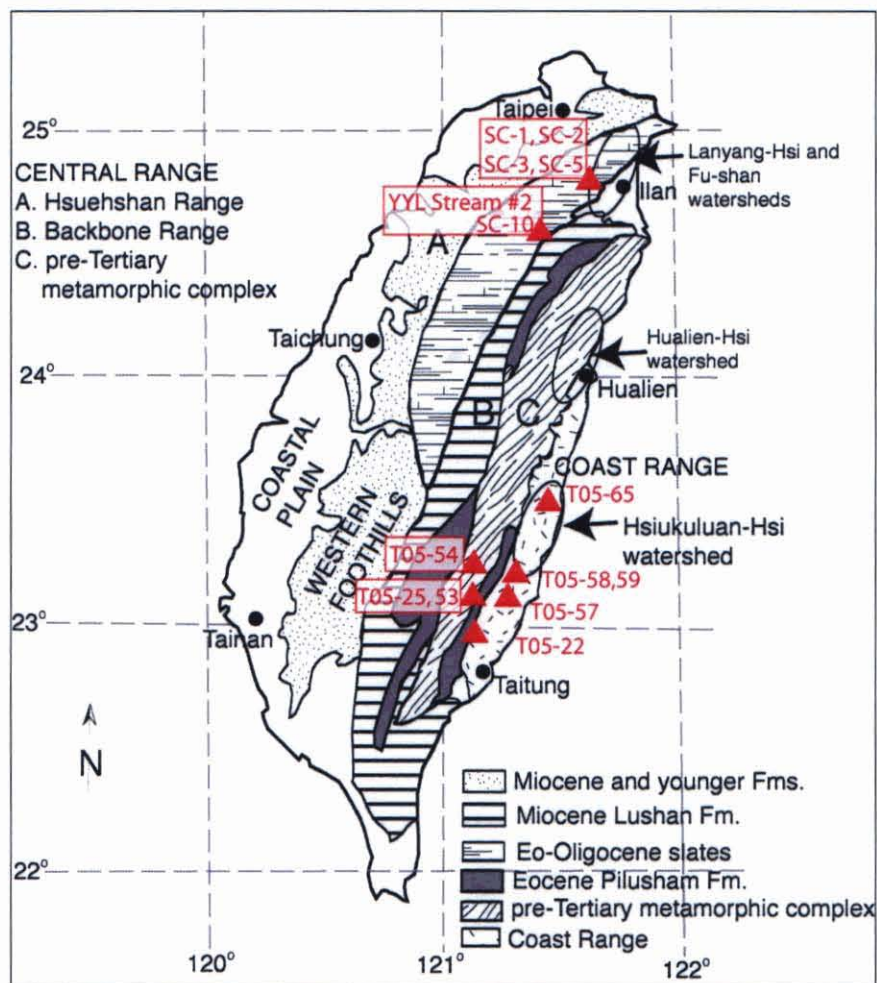 Taipei
25°
SC-1, SC-2
SC-3, SC-5
Lanyang-Hsi and
Fu-shan
watersheds
Ilan
CENTRAL RANGE
A. Hsuehshan Range
B. Backbone Range
C. pre-Tertiary
metamorphic complex
YYL Stream #2
SC-10
A
Taichung
Hualien-Hsi
watershed
24°
Hualien
B
C
COASTAL
PLAIN
WESTERN
FOOTHILLS
COAST RANGE
T05-65
Hsiukuluan-Hsi
watershed
T05-54
T05-58,59
T05-25,53
T05-57
23°
Tainan
T05-22
Taitung
N
Miocene and younger Fms.
Miocene Lushan Fm.
Eo-Oligocene slates
22°
Eocene Pilusham Fm.
pre-Tertiary metamorphic complex
Coast Range
120°
121°
122°